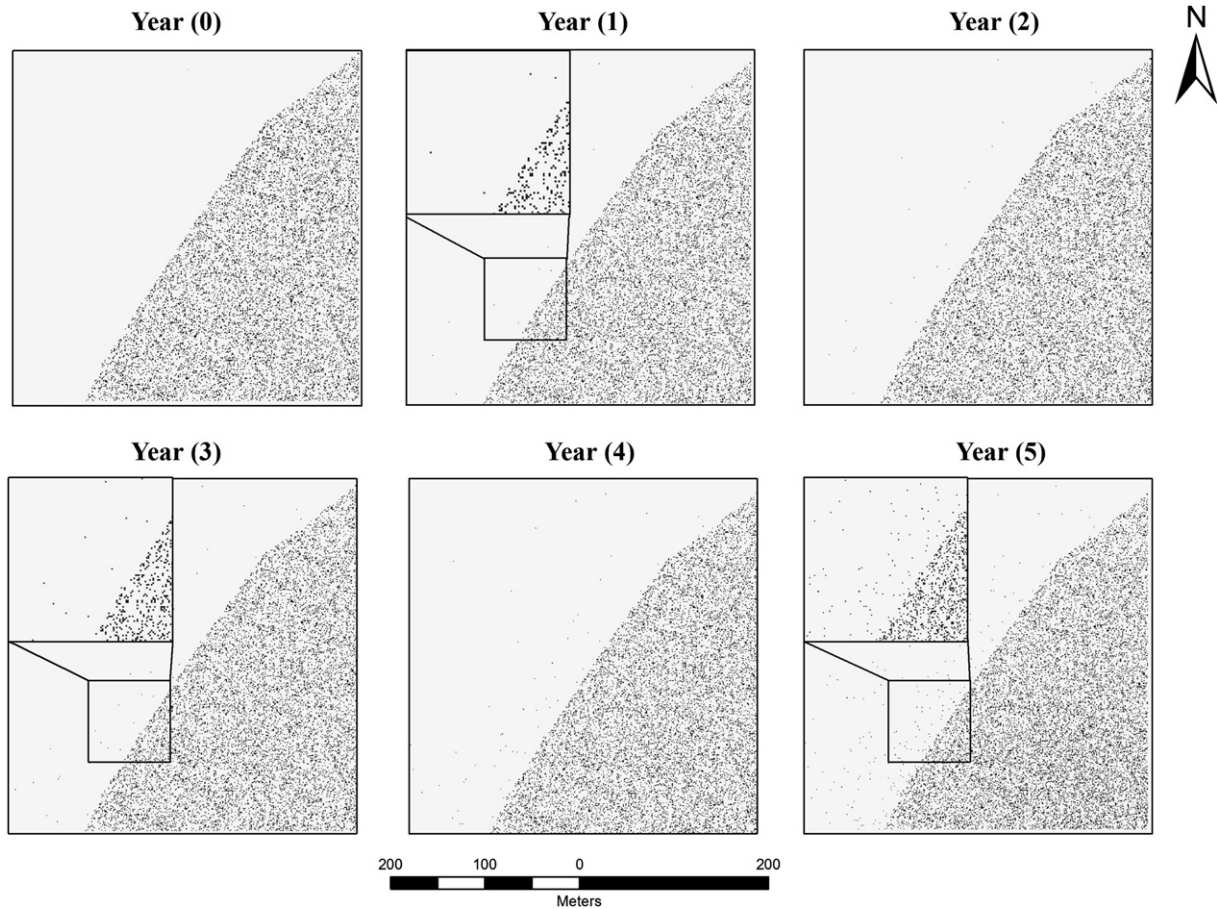 Year (0)
Year (1)
Year (2)
N
Year (3)
Year (4)
Year (5)
200 100 0 200
Meters